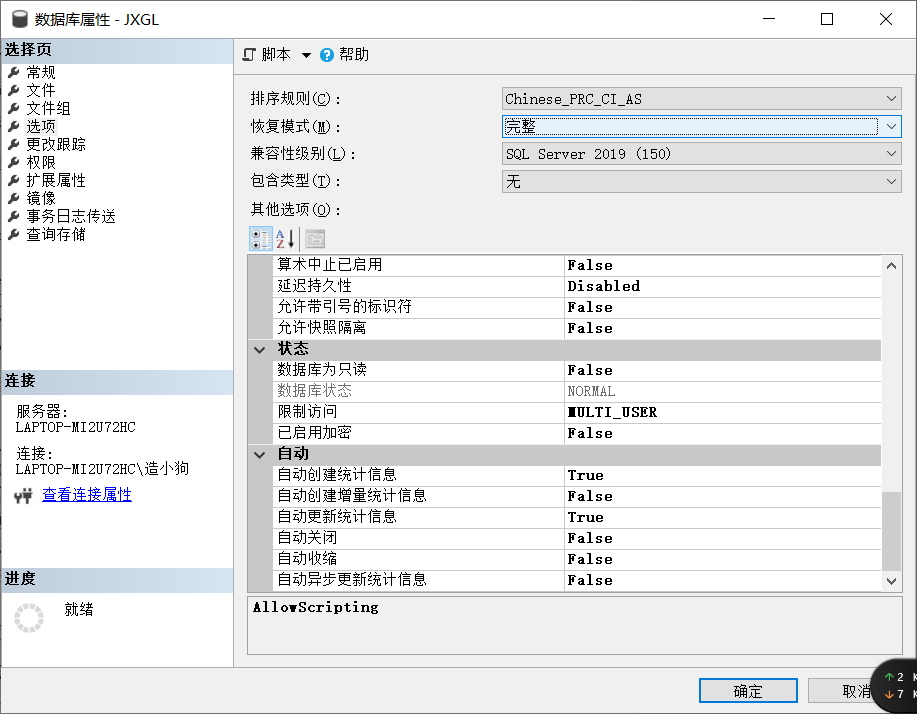 数据库属性 - JXGL
选择页
常规
文件
文件组
选项
更改跟踪
权限
扩展属性
镜像
事务日志传送
查询存储
连接
服务器:
LAPTOP-MI2U72HC
连接:
LAPTOP-MI2U72HC\造小狗
查看连接属性
进度
就绪
脚本
帮助
排序规则(C): Chinese_PRC_CI_AS
恢复模式(M): 完整
兼容性级别(L): SQL Server 2019 (150)
包含类型(T): 无
其他选项(O):
算术中止已启用 False
延迟持久性 Disabled
允许带引号的标识符 False
允许快照隔离 False
状态
数据库为只读 False
数据库状态 NORMAL
限制访问 MULTI_USER
已启用加密 False
自动
自动创建统计信息 True
自动创建增量统计信息 False
自动更新统计信息 True
自动关闭 False
自动收缩 False
自动异步更新统计信息 False
AllowScripting
确定
取消
2 K
7 K